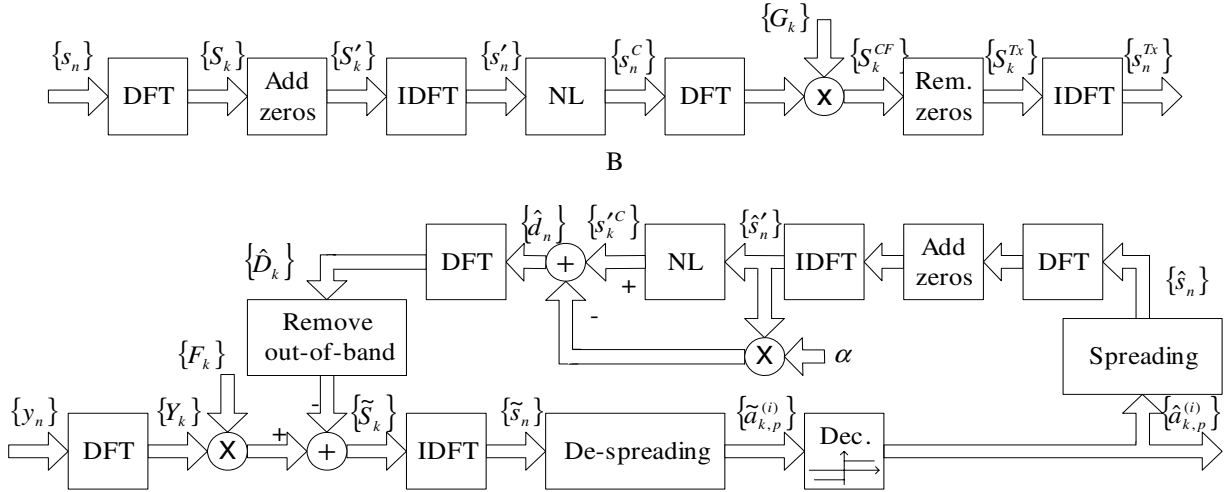 {s_n} {S_k} {S'_k} {s'_n} {s_n^C} {G_k} {S_k^{CF}} {S_k^{Tx}} {s_n^{Tx}}
DFT Add zeros IDFT NL DFT X Rem. zeros IDFT
B
{D̂_k} {d̂_n} {s'_k^C} {ŝ'_n} {ŝ_n}
DFT + NL IDFT Add zeros DFT
+
-
Remove out-of-band X α Spreading
{F_k}
-
{y_n} {Y_k} {S̃_k} {s̃_n} {ã_{k,p}^{(i)}} {â_{k,p}^{(i)}}
DFT X + + IDFT De-spreading Dec.